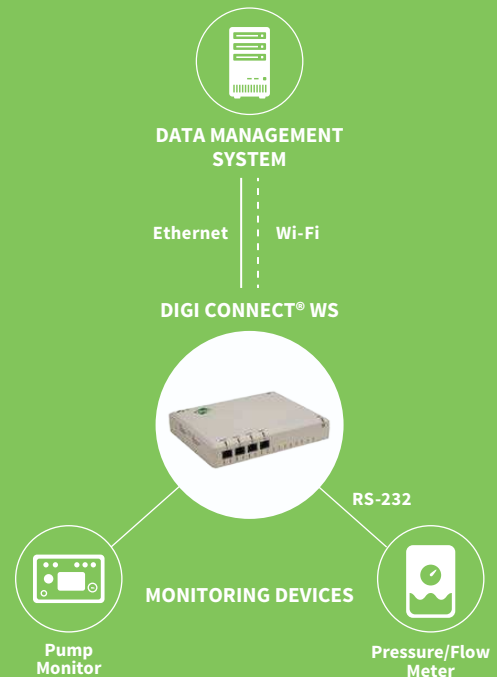 DATA MANAGEMENT
SYSTEM
Ethernet
Wi-Fi
DIGI CONNECT® WS
RS-232
MONITORING DEVICES
Pump
Monitor
Pressure/Flow
Meter